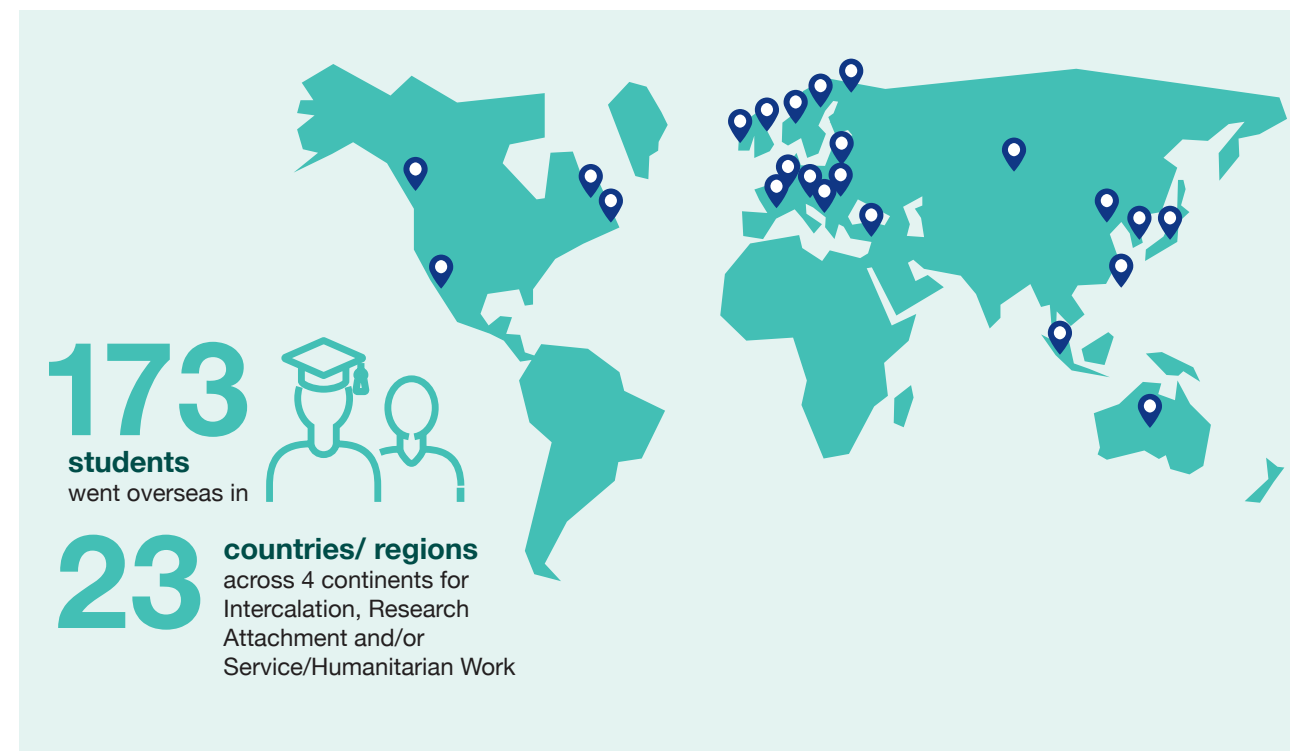 173
students
went overseas in
23
countries/ regions
across 4 continents for
Intercalation, Research
Attachment and/or
Service/Humanitarian Work